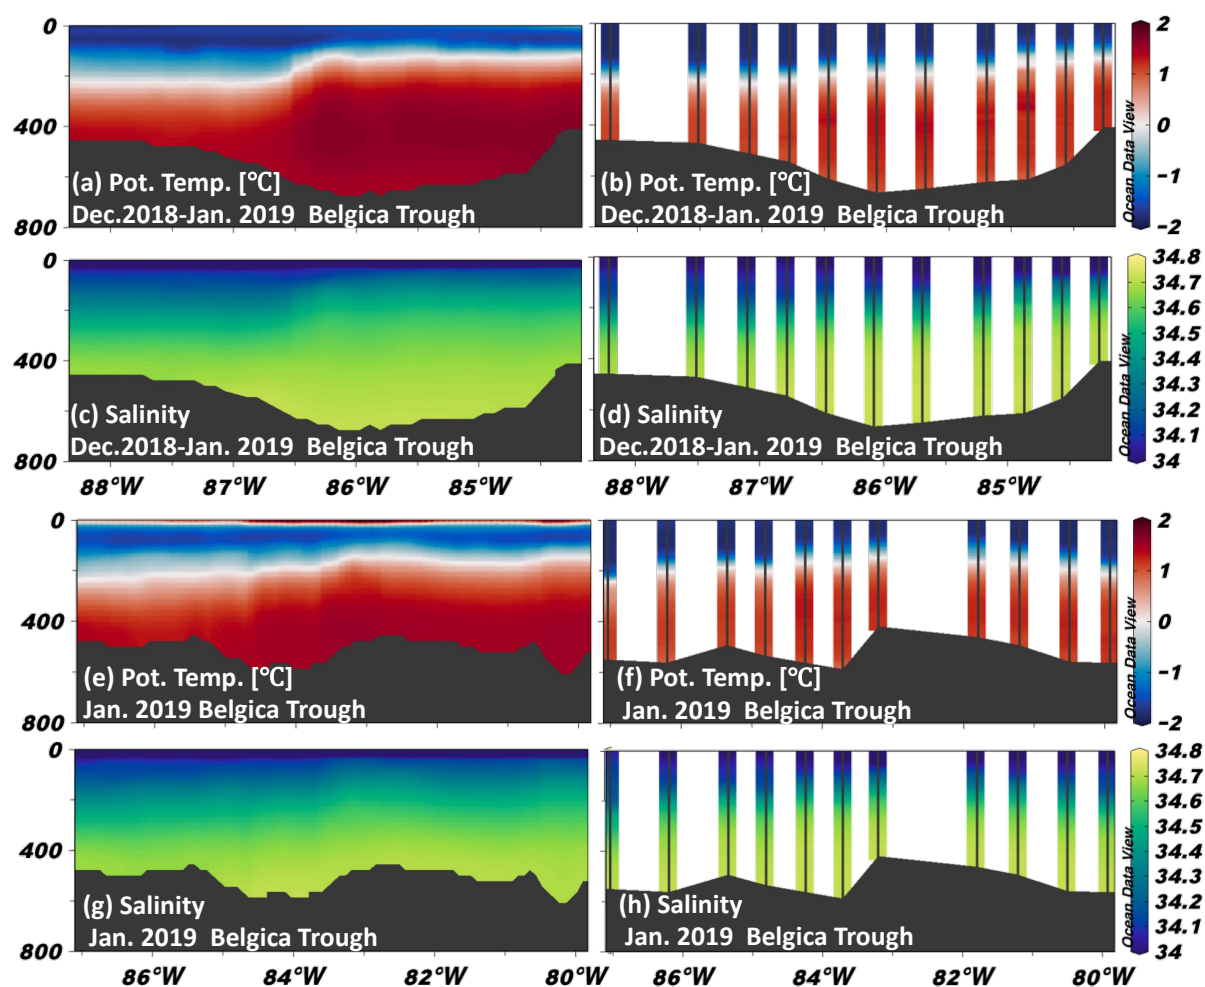 0
400
800
(a) Pot. Temp. [℃]
Dec.2018-Jan. 2019 Belgica Trough
(b) Pot. Temp. [℃]
Dec.2018-Jan. 2019 Belgica Trough
Ocean Data View
2
1
0
-1
-2
0
400
800
(c) Salinity
Dec.2018-Jan. 2019 Belgica Trough
(d) Salinity
Dec.2018-Jan. 2019 Belgica Trough
Ocean Data View
34.8
34.7
34.6
34.5
34.4
34.3
34.2
34.1
34
88°W 87°W 86°W 85°W
88°W 87°W 86°W 85°W
0
400
800
(e) Pot. Temp. [℃]
Jan. 2019 Belgica Trough
(f) Pot. Temp. [℃]
Jan. 2019 Belgica Trough
Ocean Data View
2
1
0
-1
-2
0
400
800
(g) Salinity
Jan. 2019 Belgica Trough
(h) Salinity
Jan. 2019 Belgica Trough
Ocean Data View
34.8
34.7
34.6
34.5
34.4
34.3
34.2
34.1
34
86°W 84°W 82°W 80°W
86°W 84°W 82°W 80°W